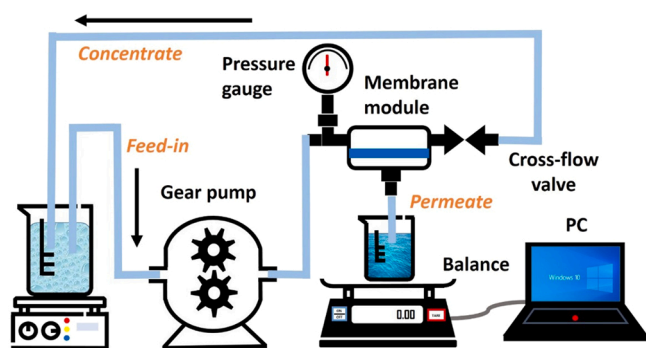 Concentrate
Pressure
gauge
Membrane
module
Feed-in
Cross-flow
valve
Gear pump
Permeate
PC
Balance
Windows 10
0.00